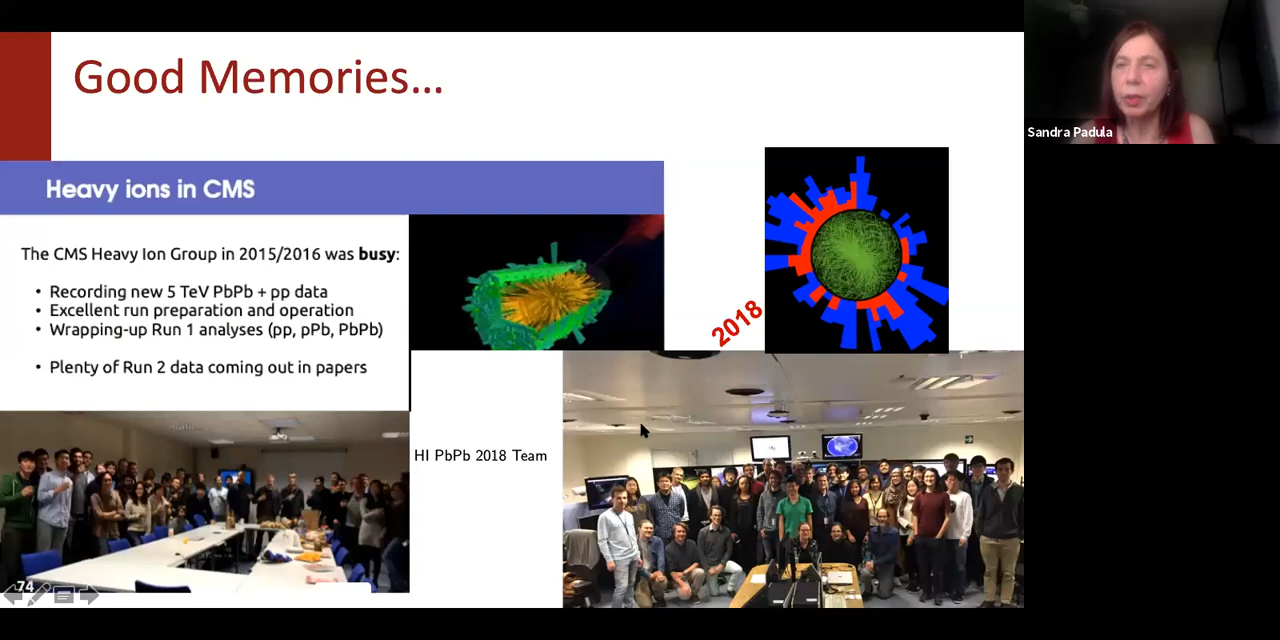 Good Memories...
Sandra Padula
Heavy ions in CMS
The CMS Heavy Ion Group in 2015/2016 was busy:
• Recording new 5 TeV PbPb + pp data
• Excellent run preparation and operation
• Wrapping-up Run 1 analyses (pp, pPb, PbPb)
• Plenty of Run 2 data coming out in papers
2018
HI PbPb 2018 Team
74